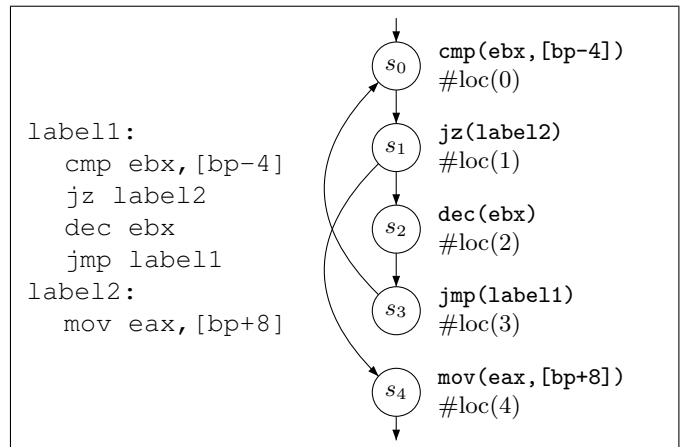 label1:
cmp ebx,[bp-4]
jz label2
dec ebx
jmp label1
label2:
mov eax,[bp+8]
s0
cmp(ebx,[bp-4])
#loc(0)
s1
jz(label2)
#loc(1)
s2
dec(ebx)
#loc(2)
s3
jmp(label1)
#loc(3)
s4
mov(eax,[bp+8])
#loc(4)